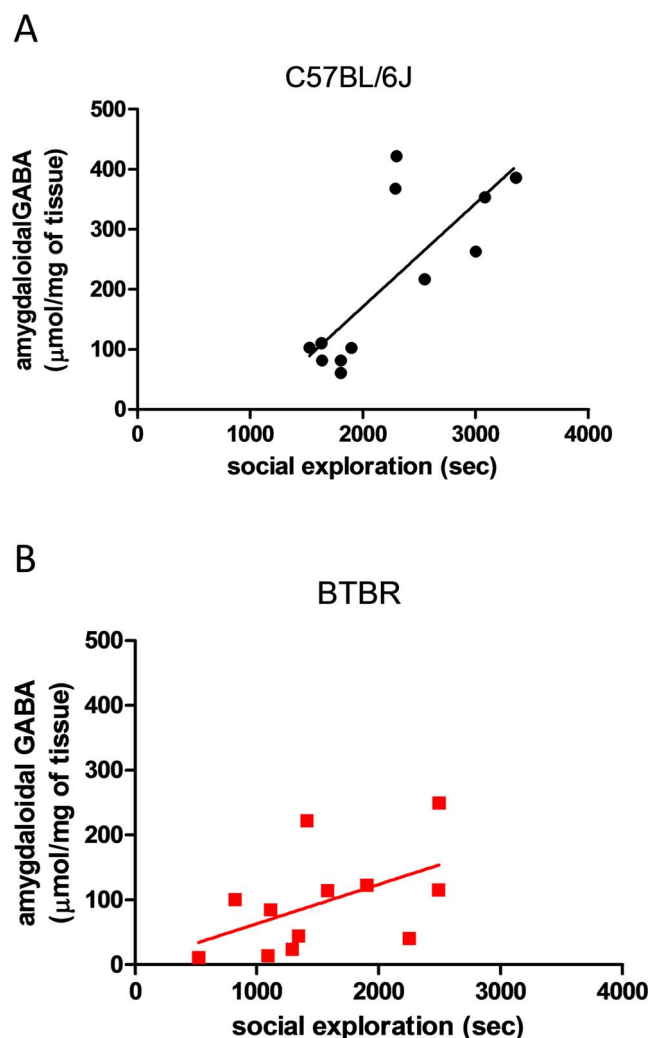 A
C57BL/6J
amygdaloidalGABA
(μmol/mg of tissue)
500
400
300
200
100
0
0 1000 2000 3000 4000
social exploration (sec)
B
BTBR
amygdaloidal GABA
(μmol/mg of tissue)
500
400
300
200
100
0
0 1000 2000 3000 4000
social exploration (sec)